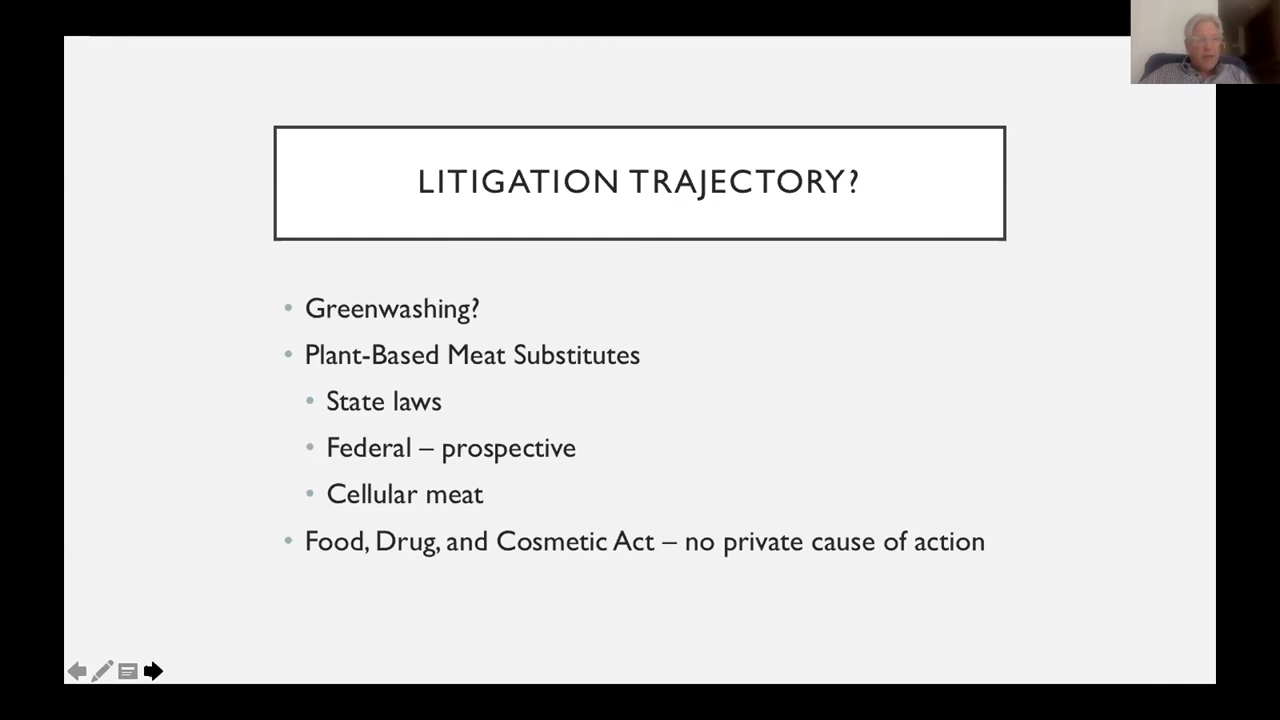 LITIGATION TRAJECTORY?
• Greenwashing?
• Plant-Based Meat Substitutes
• State laws
• Federal – prospective
• Cellular meat
• Food, Drug, and Cosmetic Act – no private cause of action